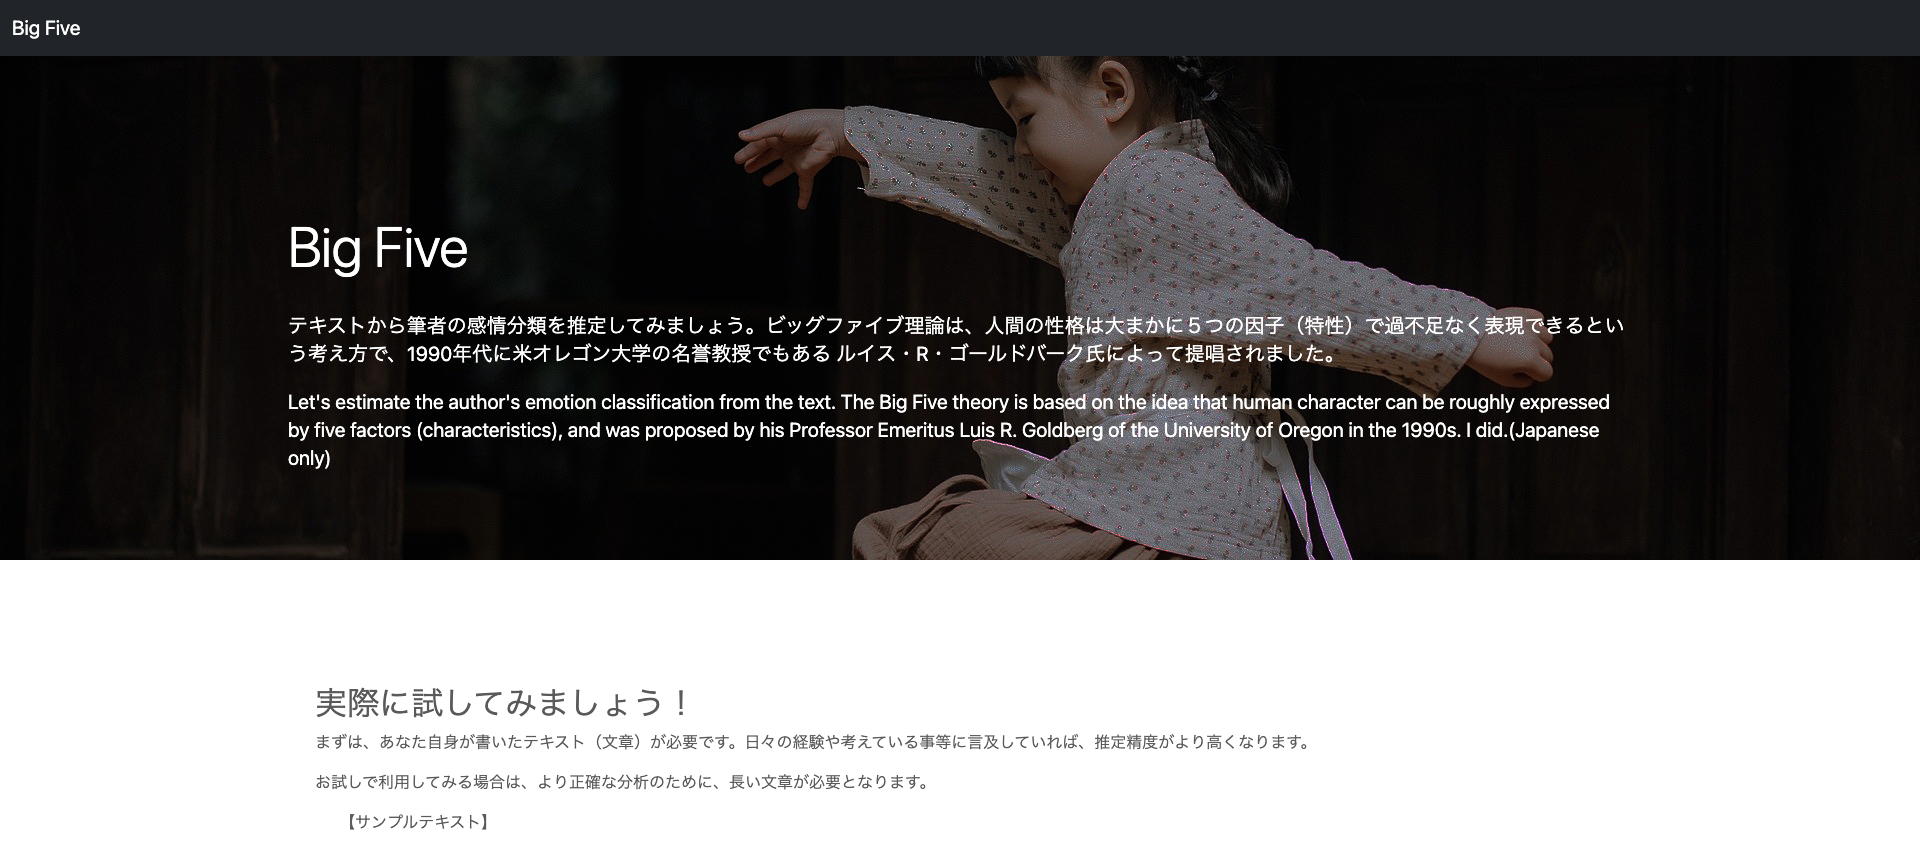 Big Five
Big Five
テキストから筆者の感情分類を推定してみましょう。ビッグファイブ理論は、人間の性格は大まかに５つの因子（特性）で過不足なく表現できるとい
う考え方で、1990年代に米オレゴン大学の名誉教授でもある ルイス・R・ゴールドバーク氏によって提唱されました。
Let's estimate the author's emotion classification from the text. The Big Five theory is based on the idea that human character can be roughly expressed
by five factors (characteristics), and was proposed by his Professor Emeritus Luis R. Goldberg of the University of Oregon in the 1990s. I did.(Japanese
only)
実際に試してみましょう！
まずは、あなた自身が書いたテキスト（文章）が必要です。日々の経験や考えている事等に言及していれば、推定精度がより高くなります。
お試しで利用してみる場合は、より正確な分析のために、長い文章が必要となります。
【サンプルテキスト】